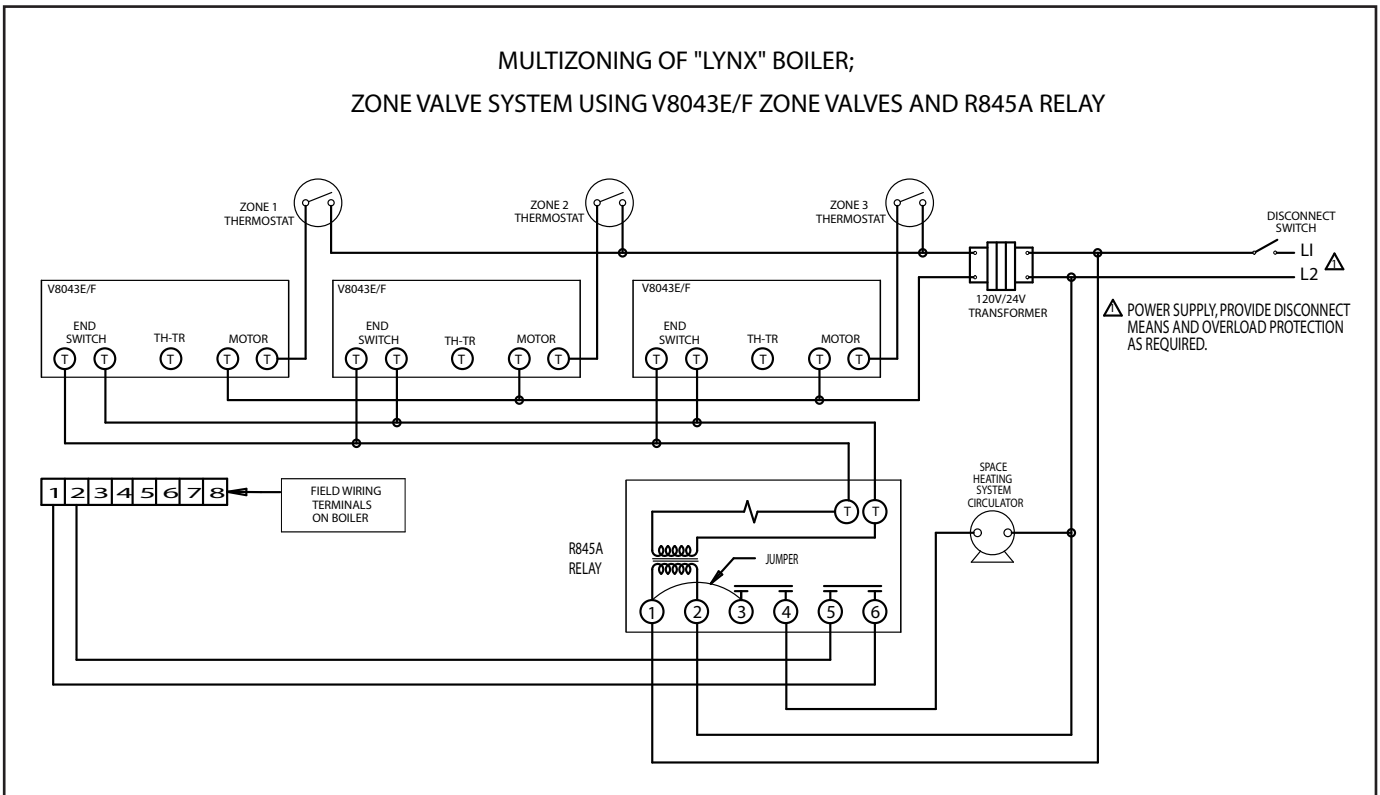 MULTIZONING OF "LYNX" BOILER;
ZONE VALVE SYSTEM USING V8043E/F ZONE VALVES AND R845A RELAY
ZONE 1
THERMOSTAT
ZONE 2
THERMOSTAT
ZONE 3
THERMOSTAT
DISCONNECT
SWITCH
L1
L2
1
120V/24V
TRANSFORMER
1 POWER SUPPLY, PROVIDE DISCONNECT
MEANS AND OVERLOAD PROTECTION
AS REQUIRED.
V8043E/F
END
SWITCH
TH-TR
MOTOR
T T T T T
V8043E/F
END
SWITCH
TH-TR
MOTOR
T T T T T
V8043E/F
END
SWITCH
TH-TR
MOTOR
T T T T T
1 2 3 4 5 6 7 8
FIELD WIRING
TERMINALS
ON BOILER
R845A
RELAY
T T
JUMPER
1 2 3 4 5 6
SPACE
HEATING
SYSTEM
CIRCULATOR